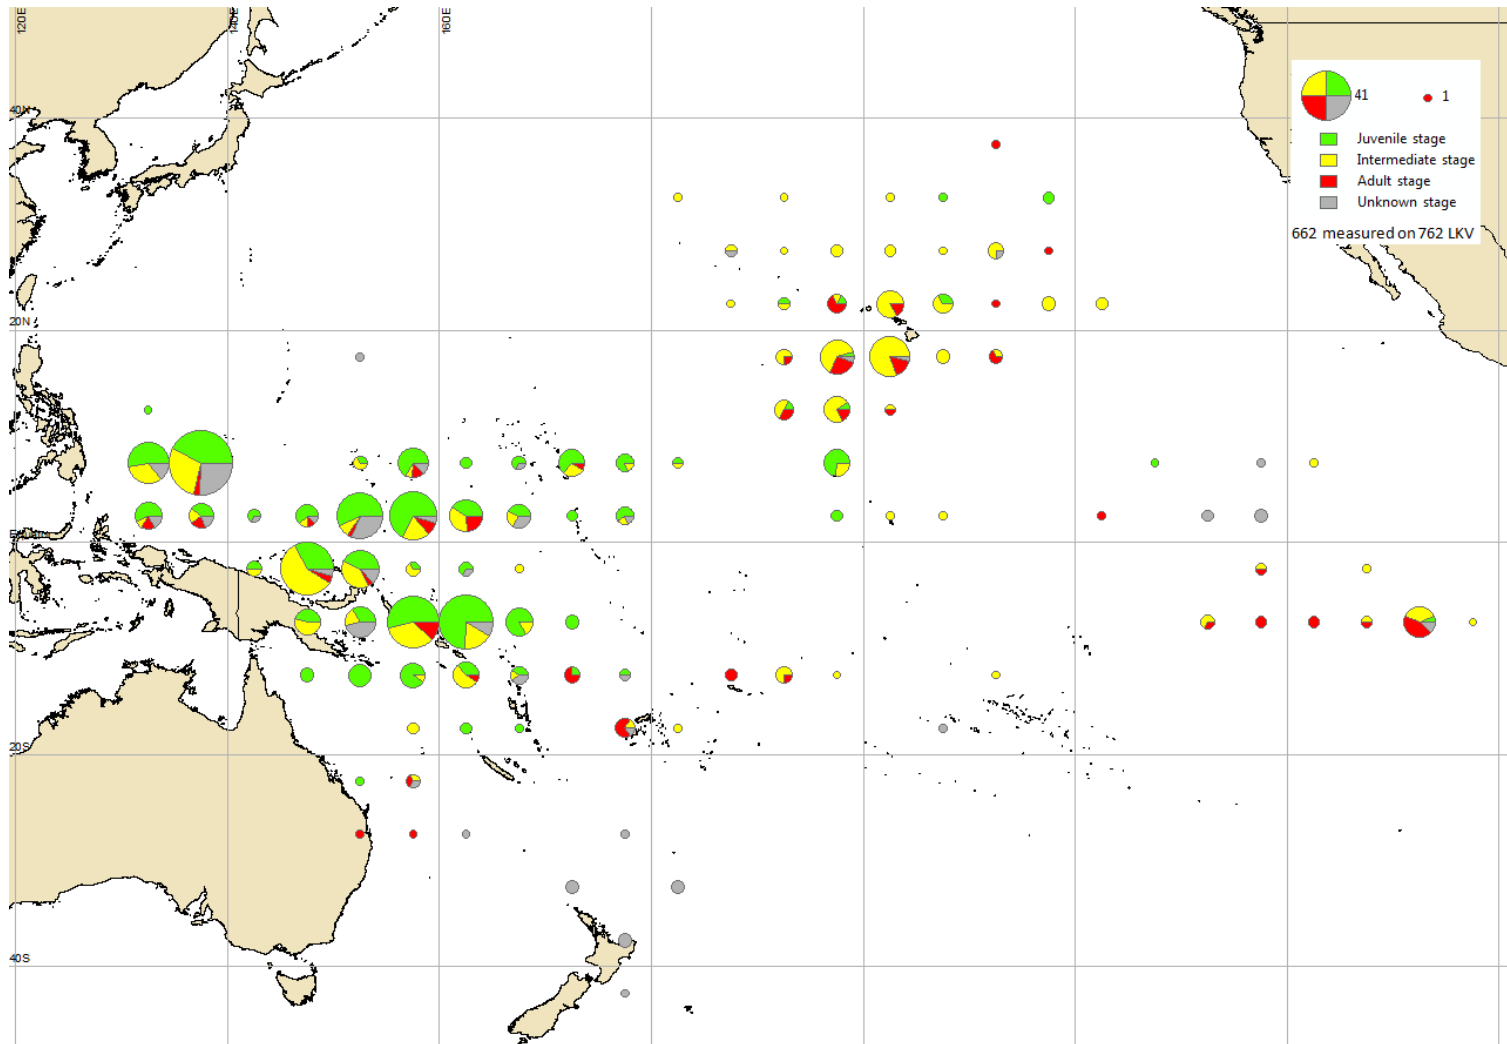 120E
140E
160E
40N
41
1
Juvenile stage
Intermediate stage
Adult stage
Unknown stage
662 measured on 762 LKV
20N
20S
40S